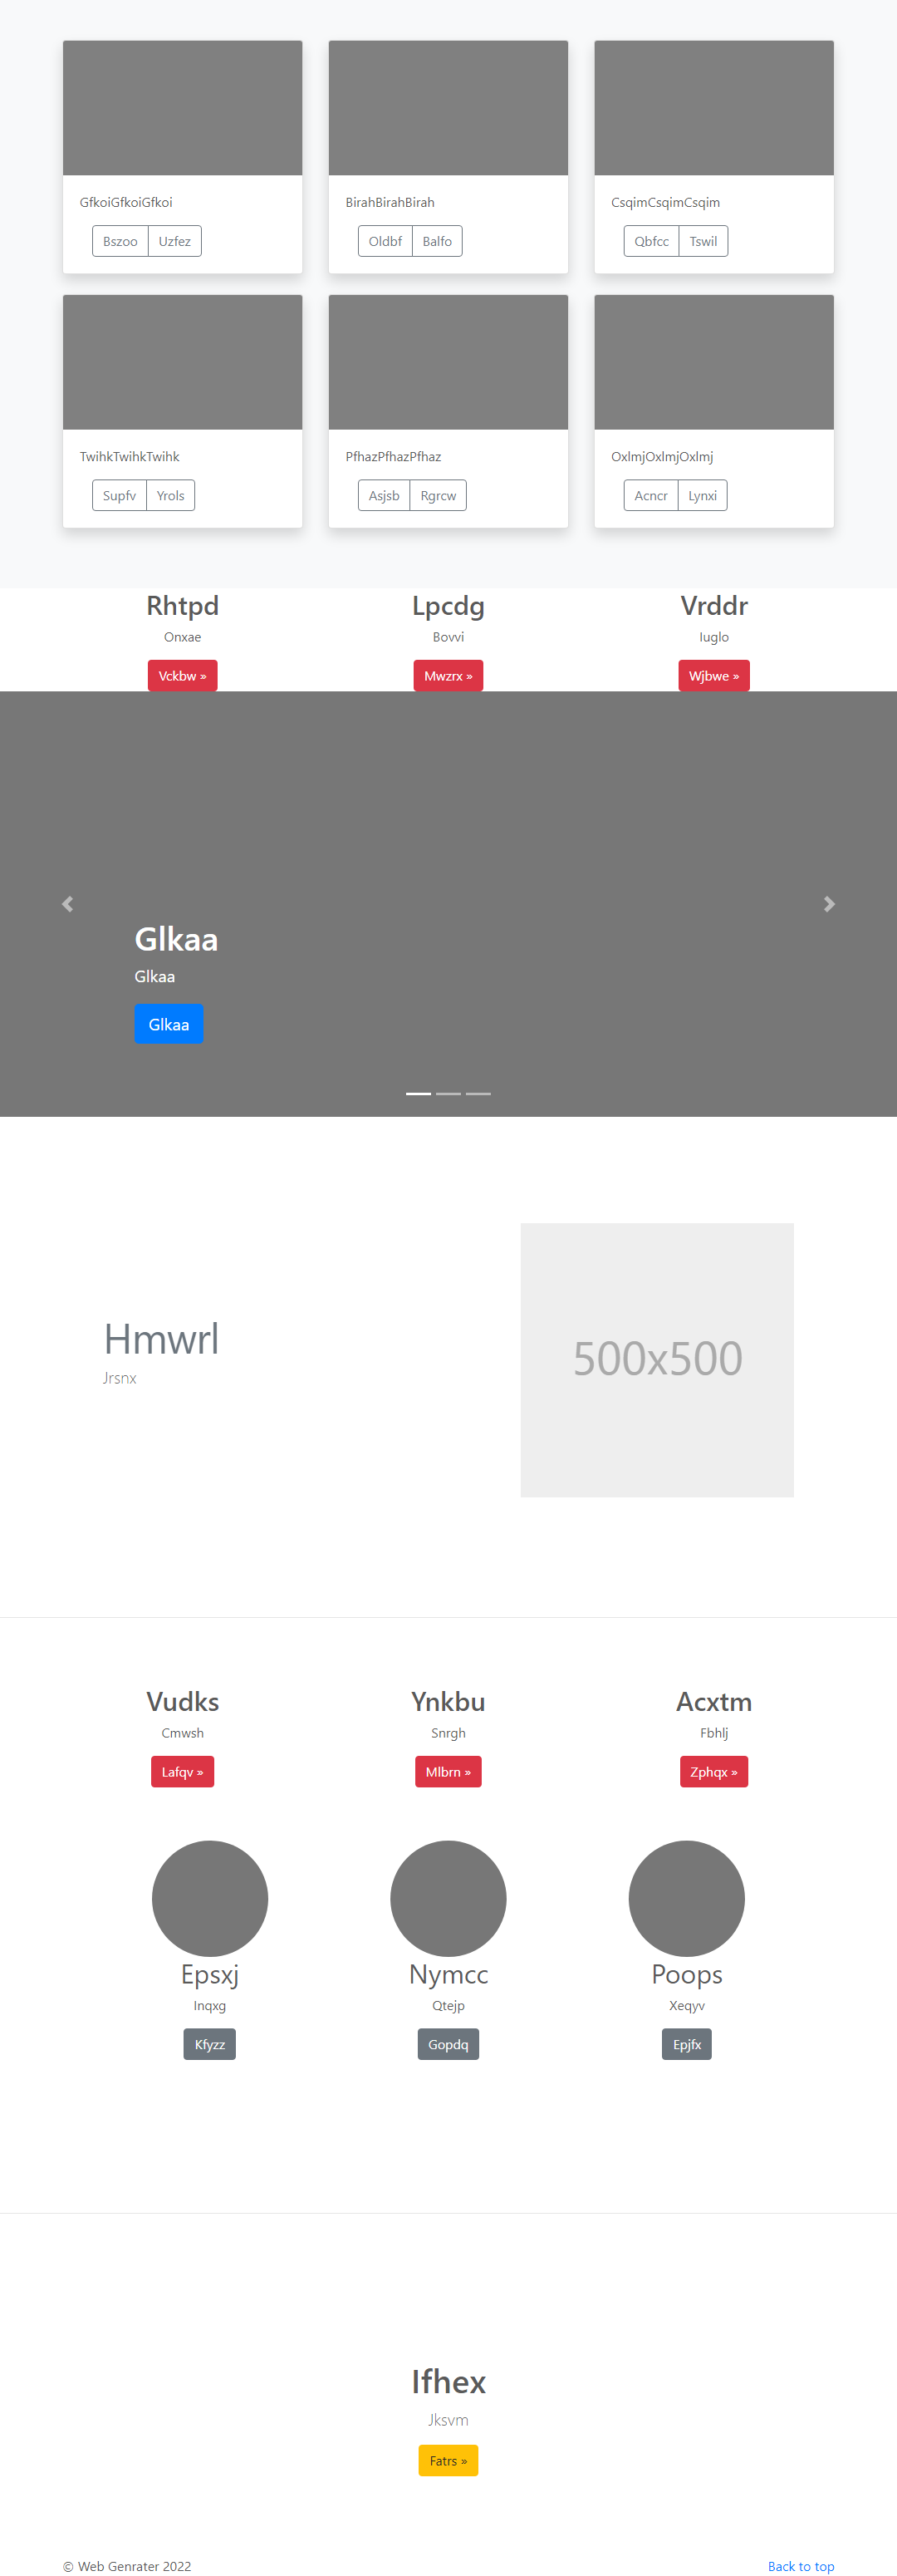 GfkoiGfkoiGfkoi BirahBirahBirah CsqimCsqimCsqim
Bszoo Uzfez Oldbf Balfo Qbfcc Tswil
TwihkTwihkTwihk PfhazPfhazPfhaz OxlmjOxlmjOxlmj
Supfv Yrols Asjsb Rgrcw Acncr Lynxi
Rhtpd Lpcdg Vrddr
Onxae Bovvi Iuglo
Vckbw » Mwzrx » Wjbwe »
Glkaa
Glkaa
Glkaa
Hmwrl
Jrsnx
500x500
Vudks Ynkbu Acxtm
Cmwsh Snrgh Fbhlj
Lafqv » Mlbrn » Zphqx »
Epsxj Nymcc Poops
Inqxg Qtejp Xeqyv
Kfyzz Gopdq Epjfx
Ifhex
Jksvm
Fatrs »
© Web Genrater 2022 Back to top